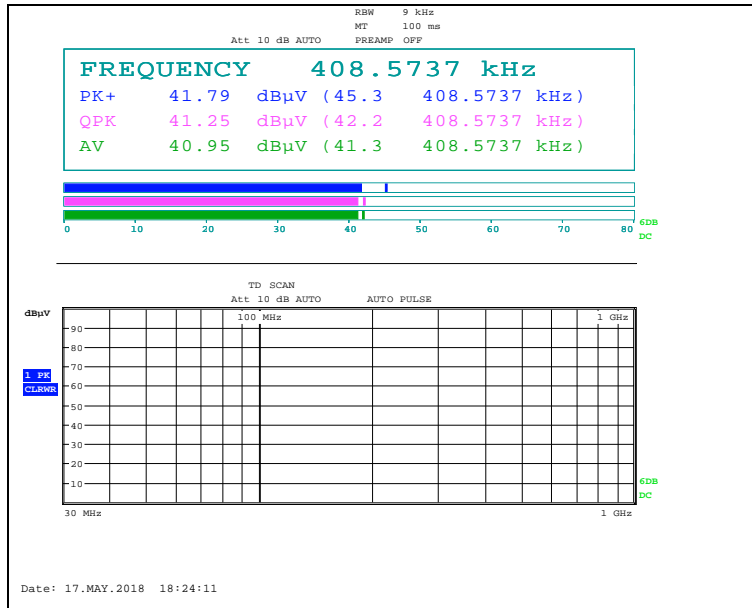 RBW 9 kHz
MT 100 ms
Att 10 dB AUTO PREAMP OFF
FREQUENCY 408.5737 kHz
PK+ 41.79 dBµV (45.3 408.5737 kHz)
QPK 41.25 dBµV (42.2 408.5737 kHz)
AV 40.95 dBµV (41.3 408.5737 kHz)
0 10 20 30 40 50 60 70 80
6DB
DC
TD SCAN
Att 10 dB AUTO AUTO PULSE
dBµV
100 MHz 1 GHz
90
80
70
1 PK
60
CLRWR
50
40
30
20
10
6DB
DC
30 MHz 1 GHz
Date: 17.MAY.2018 18:24:11